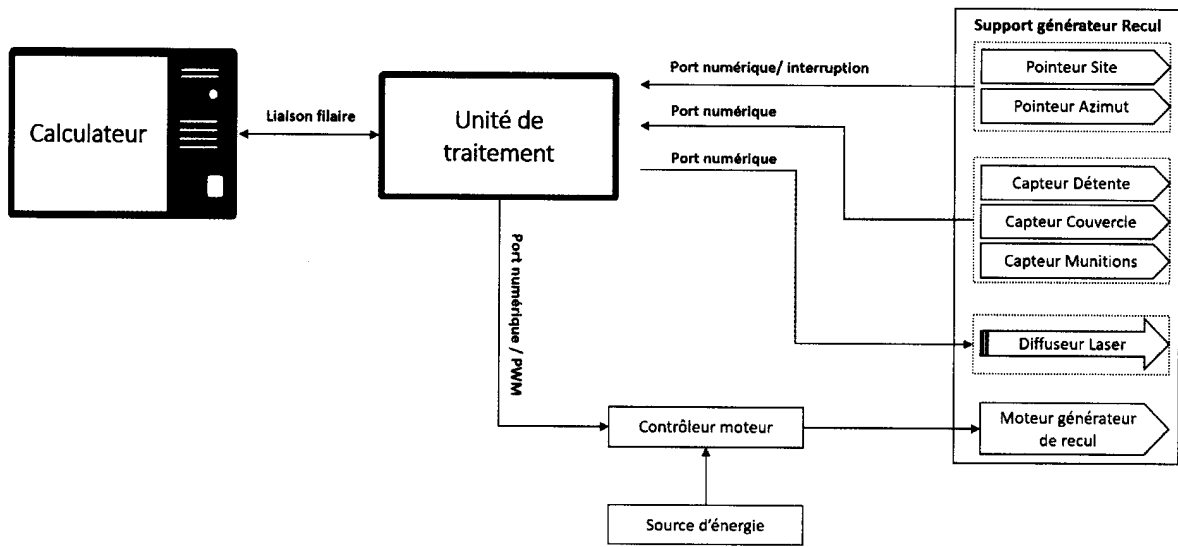 Support générateur Recul
Pointeur Site
Pointeur Azimut
Port numérique/ interruption
Port numérique
Port numérique
Calculateur
Liaison filaire
Unité de
traitement
Capteur Détente
Capteur Couvercle
Capteur Munitions
Port numérique / PWM
Diffuseur Laser
Contrôleur moteur
Moteur générateur
de recul
Source d'énergie